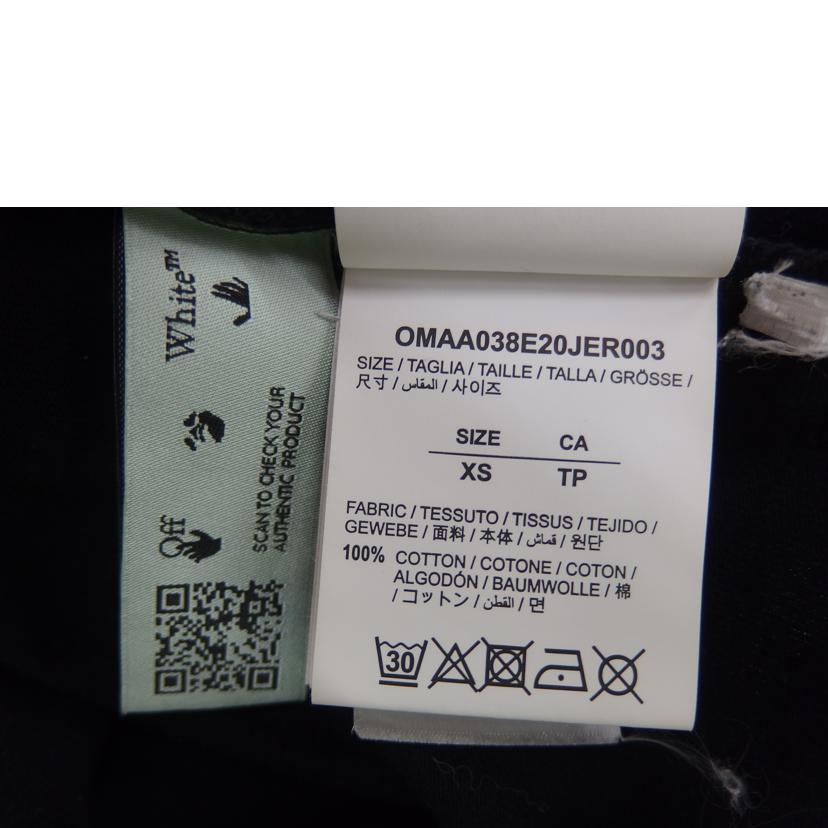 White™
Off
SCAN TO CHECK YOUR
AUTHENTIC PRODUCT
OMAA038E20JER003
SIZE / TAGLIA / TAILLE / TALLA / GRÖSSE /
尺寸 / المقاس / 사이즈
SIZE CA
XS TP
FABRIC / TESSUTO / TISSUS / TEJIDO /
GEWEBE / 面料 / 本体 / قماش / 원단
100% COTTON / COTONE / COTON /
ALGODÓN / BAUMWOLLE / 棉
/ コットン / القطن / 면
30